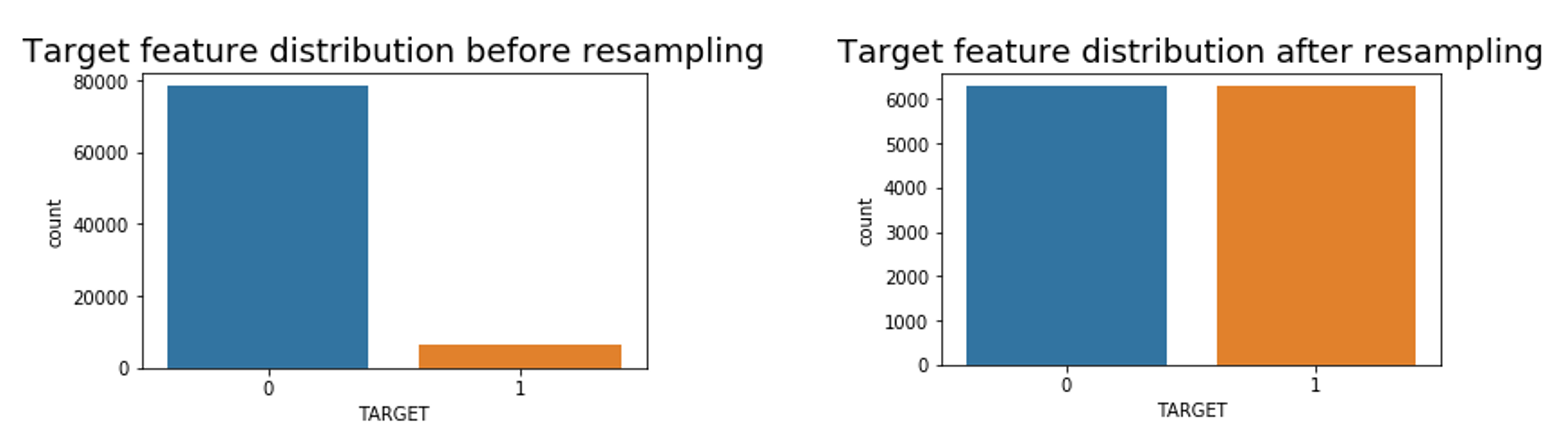 Target feature distribution before resampling
80000
60000
40000
20000
0
count
0 1
TARGET
Target feature distribution after resampling
6000
5000
4000
3000
2000
1000
0
count
0 1
TARGET